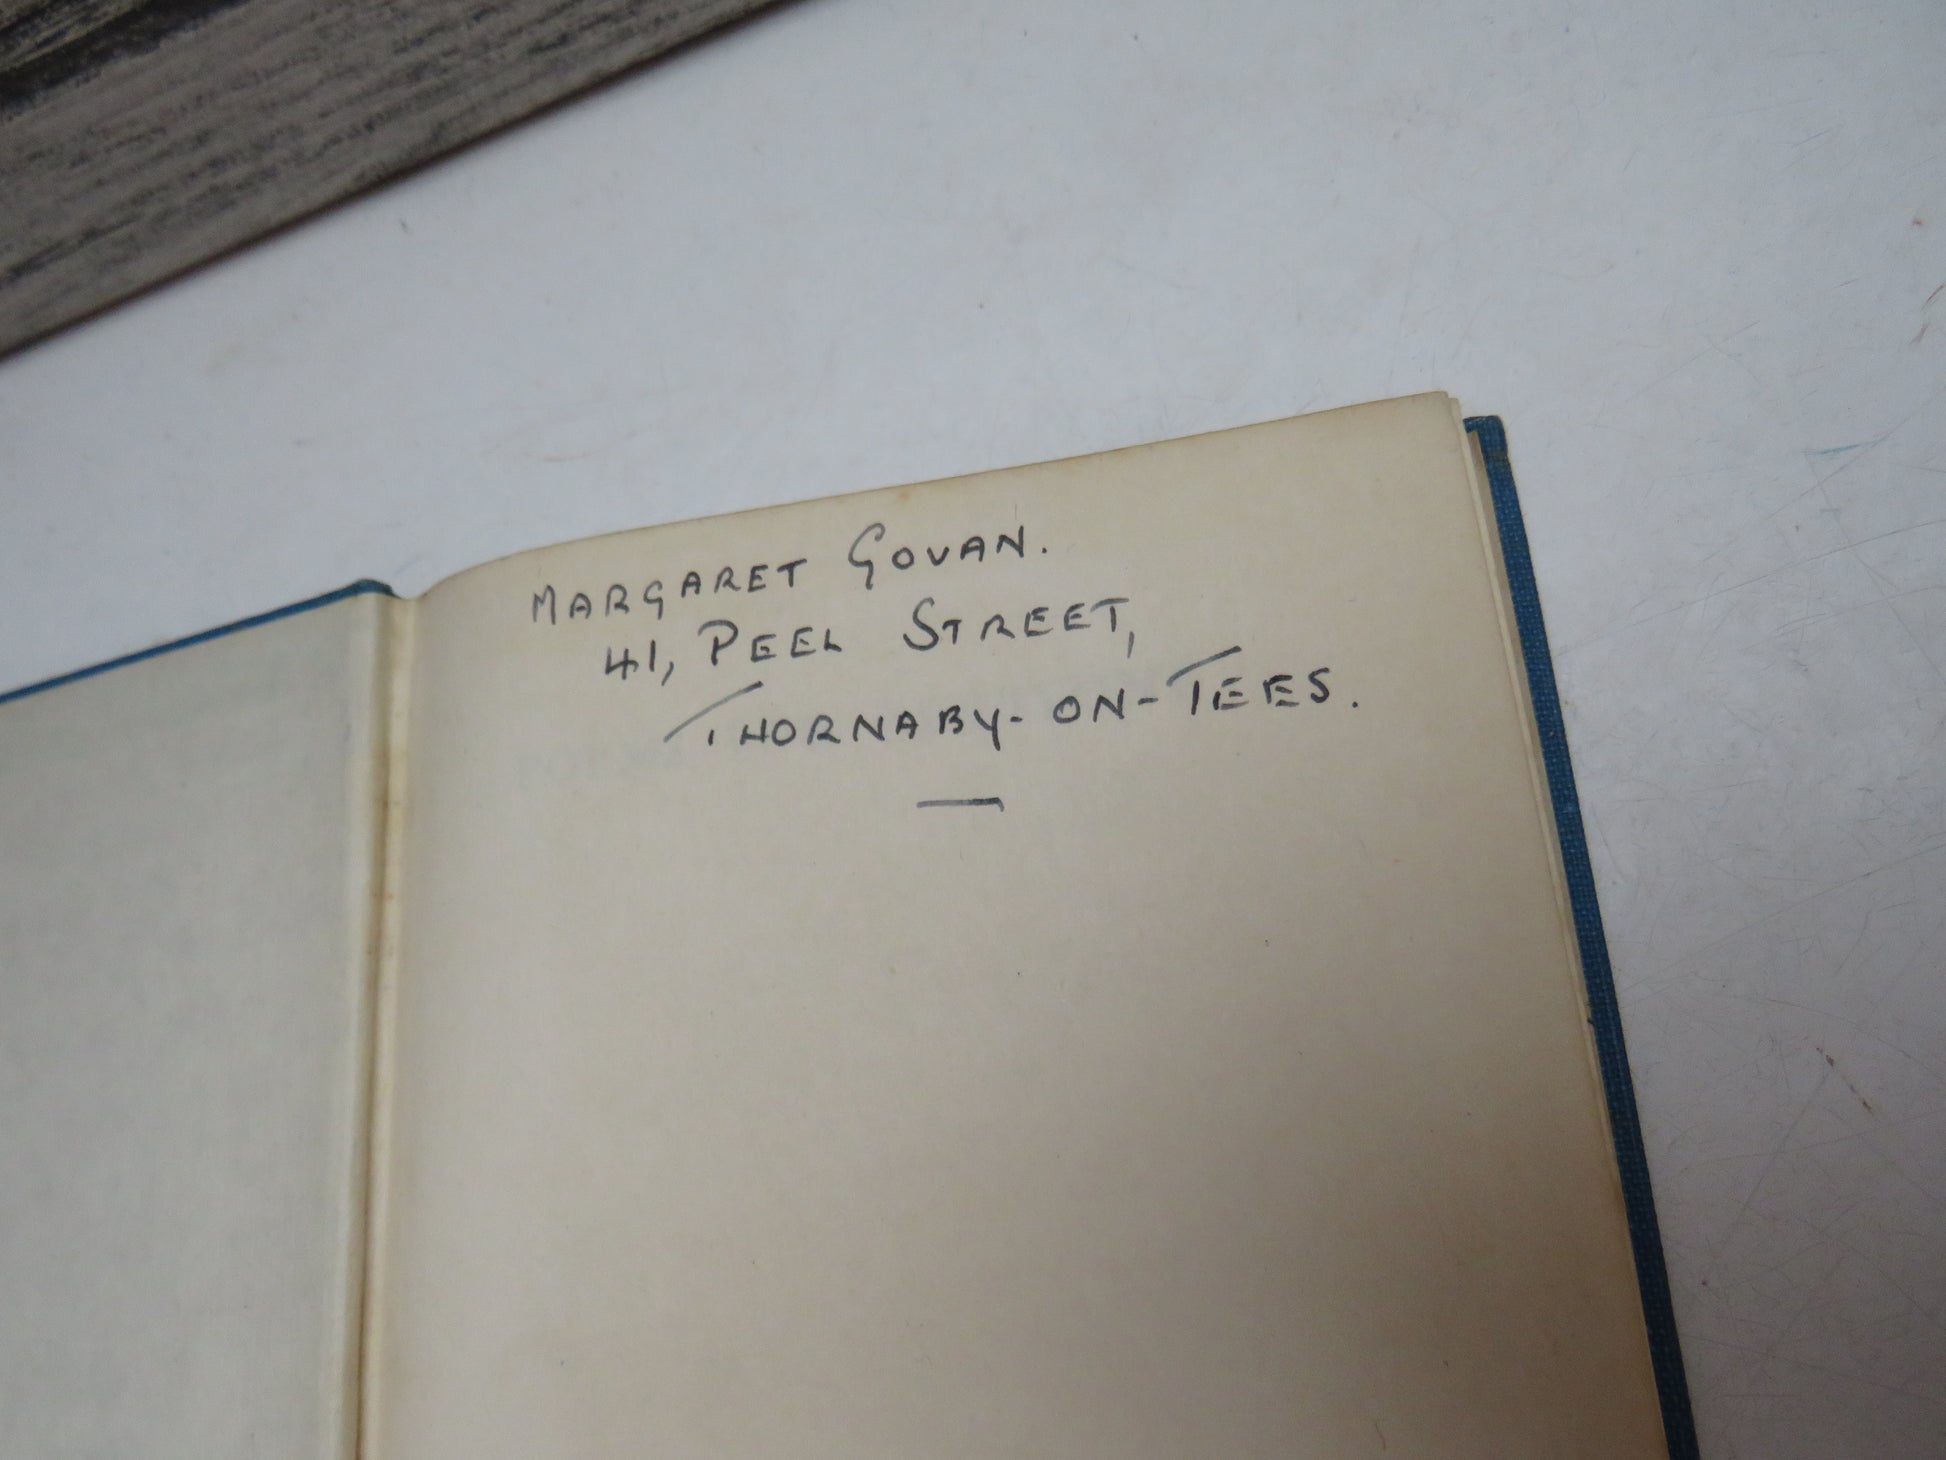 MARGARET GOVAN.
41, PEEL STREET,
THORNABY-ON-TEES.